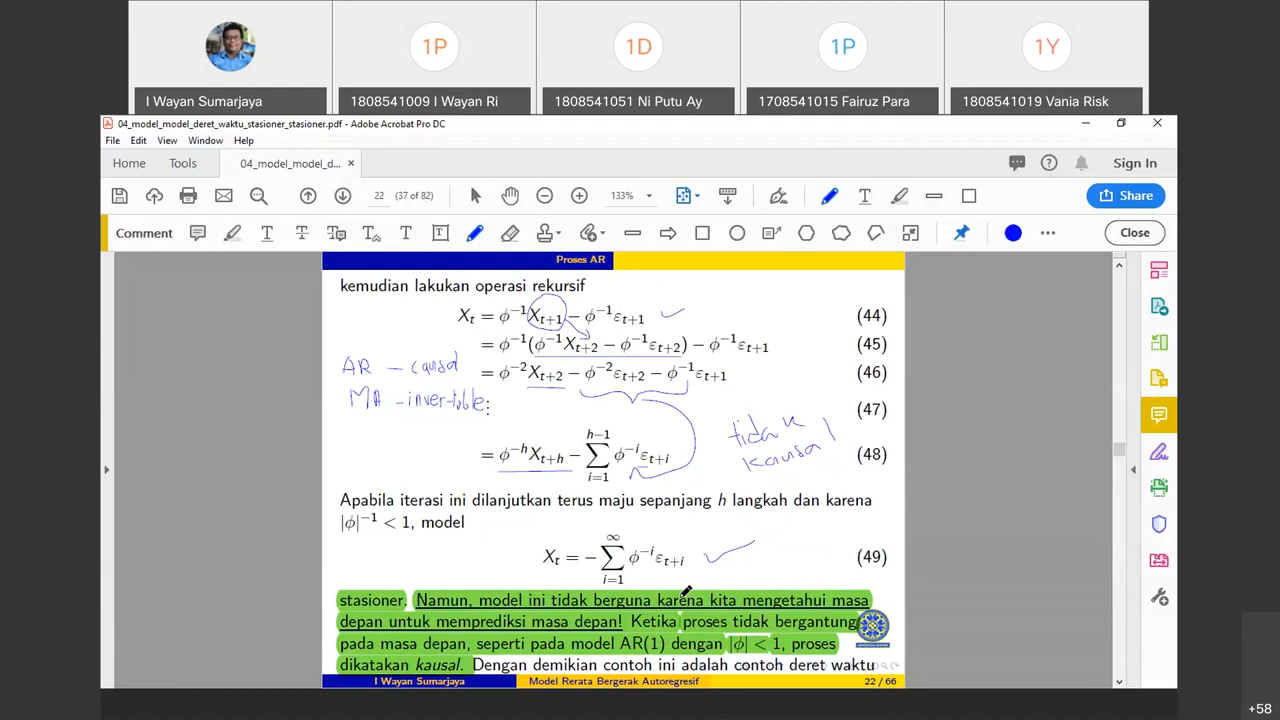 1P
1D
1P
1Y
I Wayan Sumarjaya
1808541009 I Wayan Ri
1808541051 Ni Putu Ay
1708541015 Fairuz Para
1808541019 Vania Risk
04_model_model_deret_waktu_stasioner_stasioner.pdf - Adobe Acrobat Pro DC
File Edit View Window Help
Home Tools 04_model_model_d... × Sign In
22 (37 of 82) 133% Share
Comment Close
Proses AR
kemudian lakukan operasi rekursif
X_t = ϕ^{-1}X_{t+1} − ϕ^{-1}ε_{t+1} (44)
= ϕ^{-1}(ϕ^{-1}X_{t+2} − ϕ^{-1}ε_{t+2}) − ϕ^{-1}ε_{t+1} (45)
AR – causal
= ϕ^{-2}X_{t+2} − ϕ^{-2}ε_{t+2} − ϕ^{-1}ε_{t+1} (46)
MA – invertible
⋮ (47)
tidak
kausal
= ϕ^{-h}X_{t+h} − ∑_{i=1}^{h−1} ϕ^{-i}ε_{t+i} (48)
Apabila iterasi ini dilanjutkan terus maju sepanjang h langkah dan karena
|ϕ|^{-1} < 1, model
X_t = − ∑_{i=1}^{∞} ϕ^{-i}ε_{t+i} (49)
stasioner. Namun, model ini tidak berguna karena kita mengetahui masa
depan untuk memprediksi masa depan! Ketika proses tidak bergantung
pada masa depan, seperti pada model AR(1) dengan |ϕ| < 1, proses
dikatakan kausal. Dengan demikian contoh ini adalah contoh deret waktu
I Wayan Sumarjaya Model Rerata Bergerak Autoregresif 22 / 66
+58